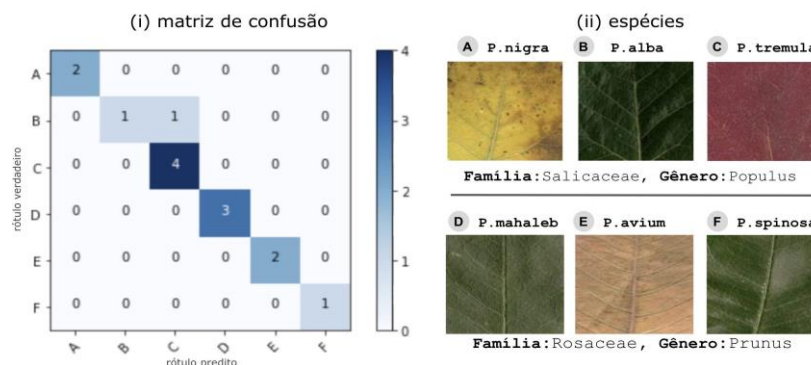 (i) matriz de confusão
A 2 0 0 0 0 0
B 0 1 1 0 0 0
C 0 0 4 0 0 0
D 0 0 0 3 0 0
E 0 0 0 0 2 0
F 0 0 0 0 0 1
A B C D E F
rótulo verdadeiro
rótulo predito
4
3
2
1
0
(ii) espécies
A P.nigra B P.alba C P.tremula
Família:Salicaceae, Gênero:Populus
D P.mahaleb E P.avium F P.spinosa
Família:Rosaceae, Gênero:Prunus